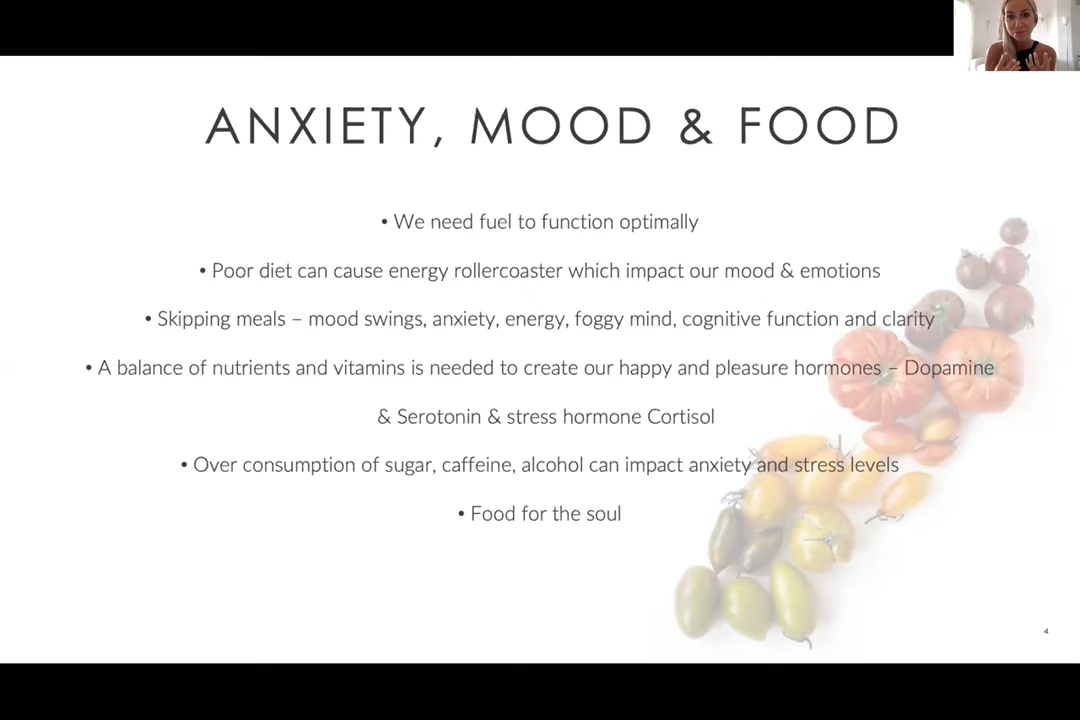 ANXIETY, MOOD & FOOD
• We need fuel to function optimally
• Poor diet can cause energy rollercoaster which impact our mood & emotions
• Skipping meals – mood swings, anxiety, energy, foggy mind, cognitive function and clarity
• A balance of nutrients and vitamins is needed to create our happy and pleasure hormones – Dopamine
& Serotonin & stress hormone Cortisol
• Over consumption of sugar, caffeine, alcohol can impact anxiety and stress levels
• Food for the soul
4